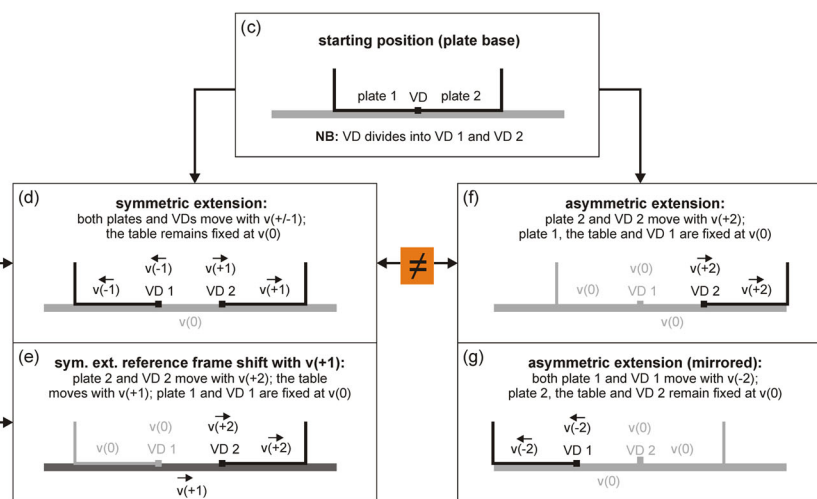 (c)
starting position (plate base)
plate 1 VD plate 2
NB: VD divides into VD 1 and VD 2
(d)
symmetric extension:
both plates and VDs move with v(+/-1);
the table remains fixed at v(0)
v(-1) v(+1)
v(-1) VD 1 VD 2 v(+1)
v(0)
≠
(f)
asymmetric extension:
plate 2 and VD 2 move with v(+2);
plate 1, the table and VD 1 are fixed at v(0)
v(0) v(+2)
v(0) VD 1 VD 2 v(+2)
v(0)
(e)
sym. ext. reference frame shift with v(+1):
plate 2 and VD 2 move with v(+2); the table
moves with v(+1); plate 1 and VD 1 are fixed at v(0)
v(0) v(+2)
v(0) VD 1 VD 2 v(+2)
v(+1)
(g)
asymmetric extension (mirrored):
both plate 1 and VD 1 move with v(-2);
plate 2, the table and VD 2 remain fixed at v(0)
v(-2) v(0)
v(-2) VD 1 VD 2 v(0)
v(0)